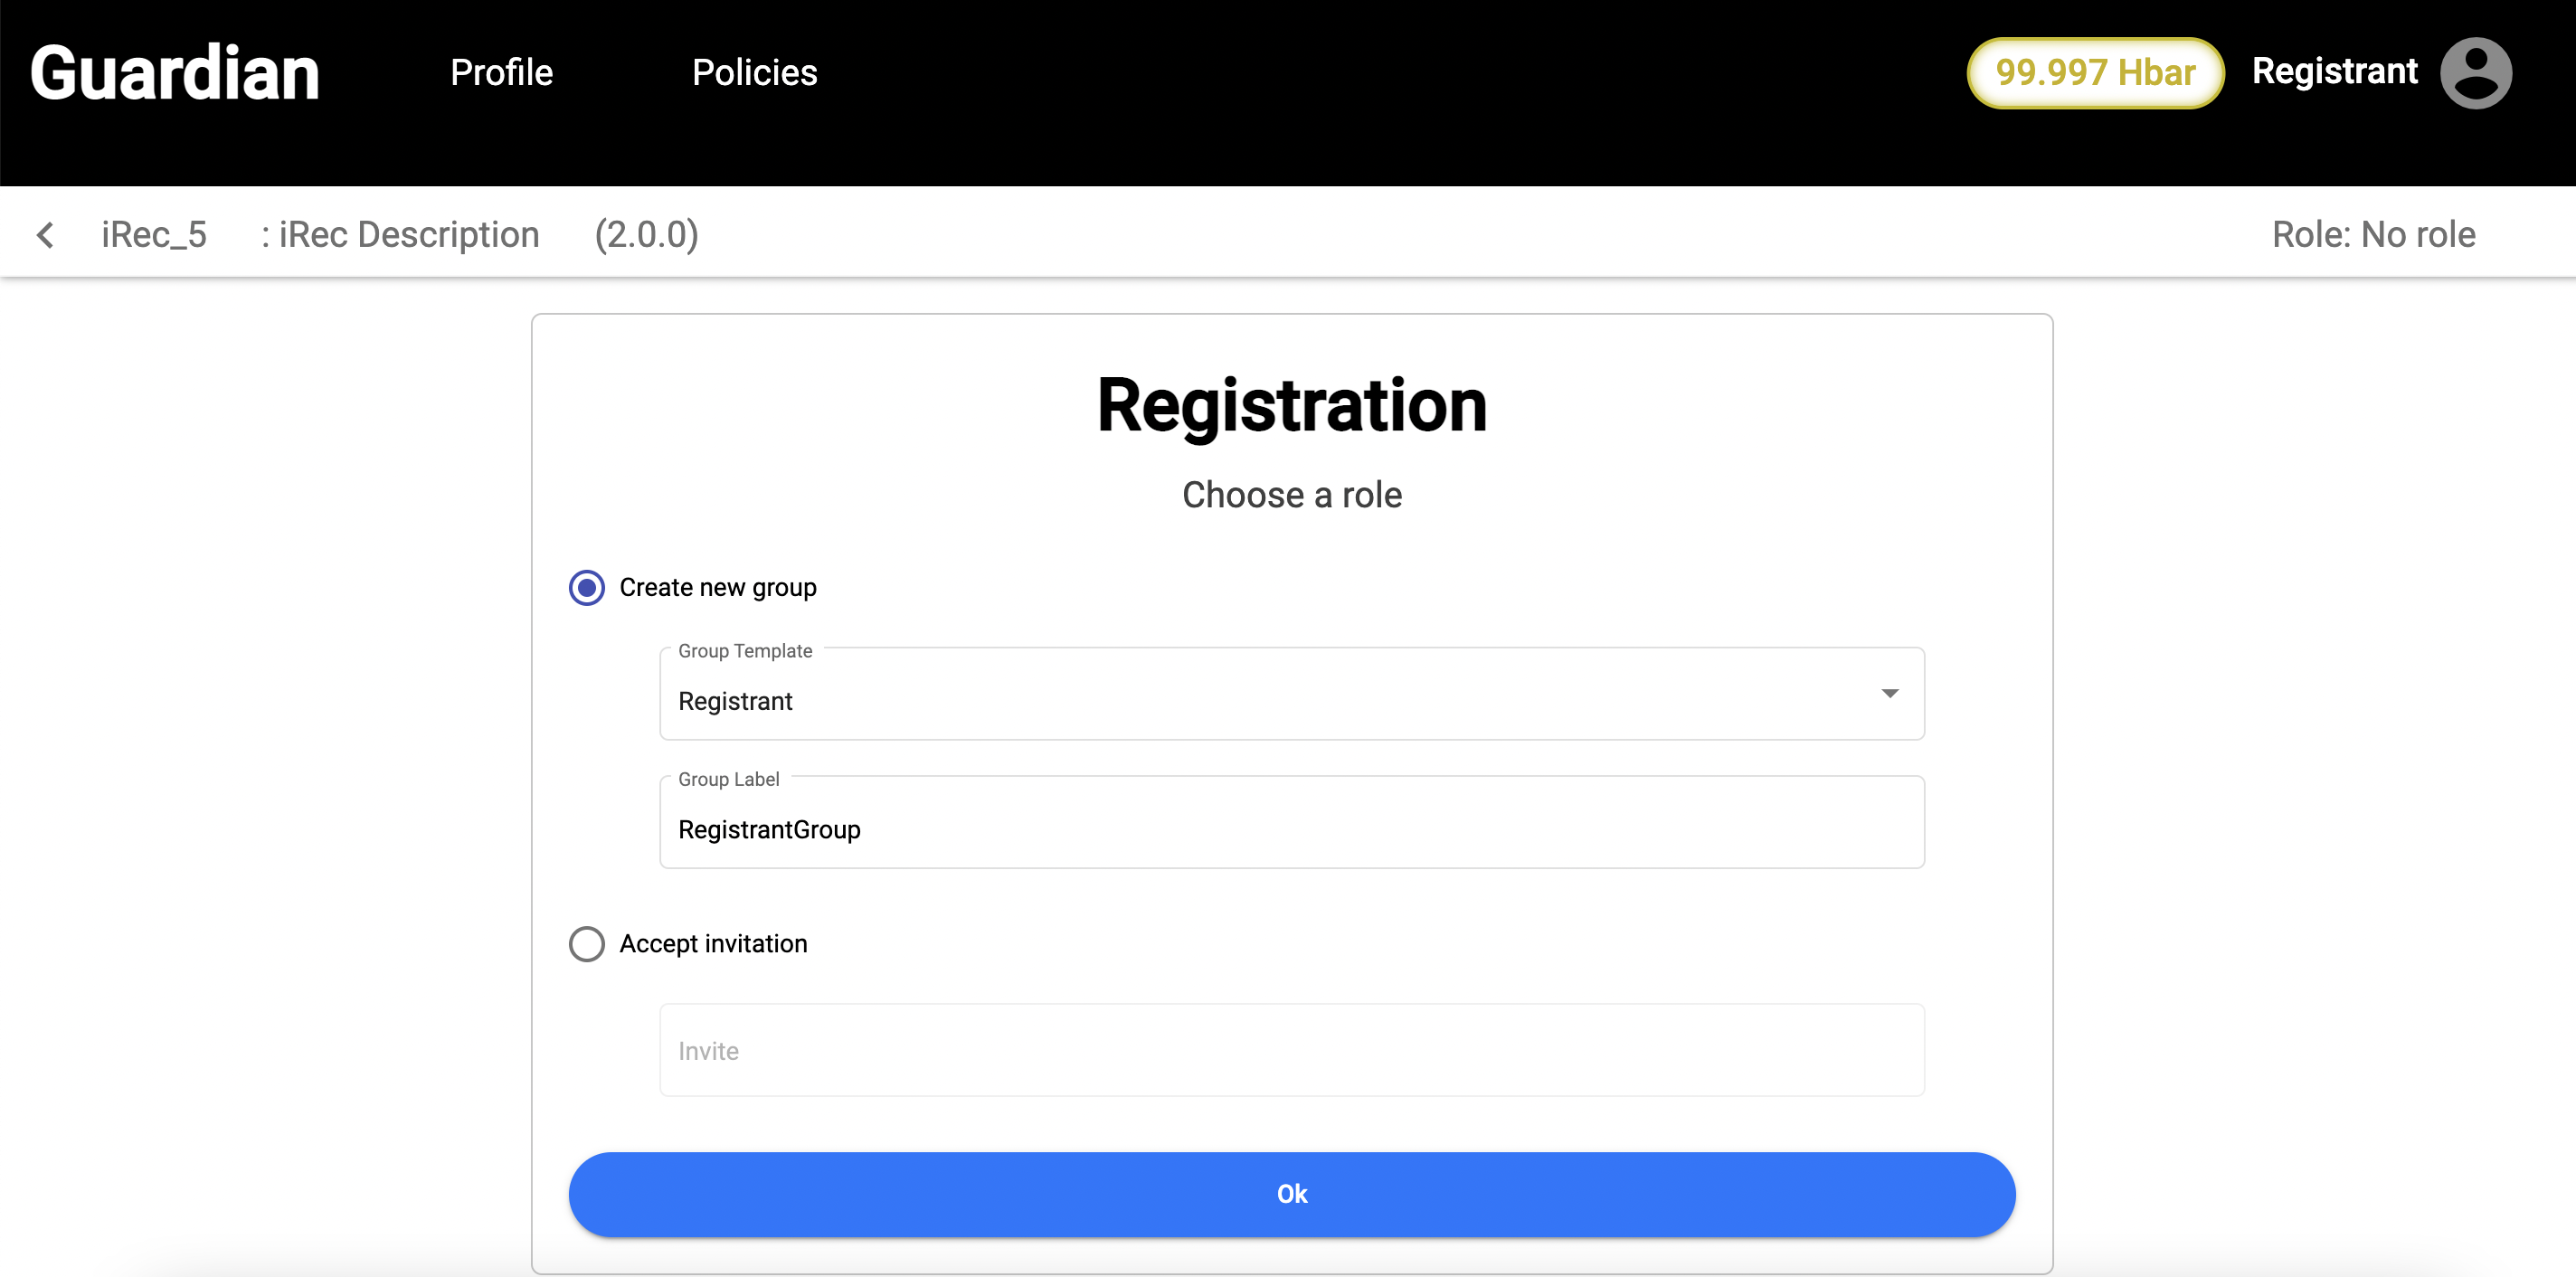 Guardian Profile Policies 99.997 Hbar Registrant
iRec_5 : iRec Description (2.0.0) Role: No role
Registration
Choose a role
Create new group
Group Template
Registrant
Group Label
RegistrantGroup
Accept invitation
Invite
Ok